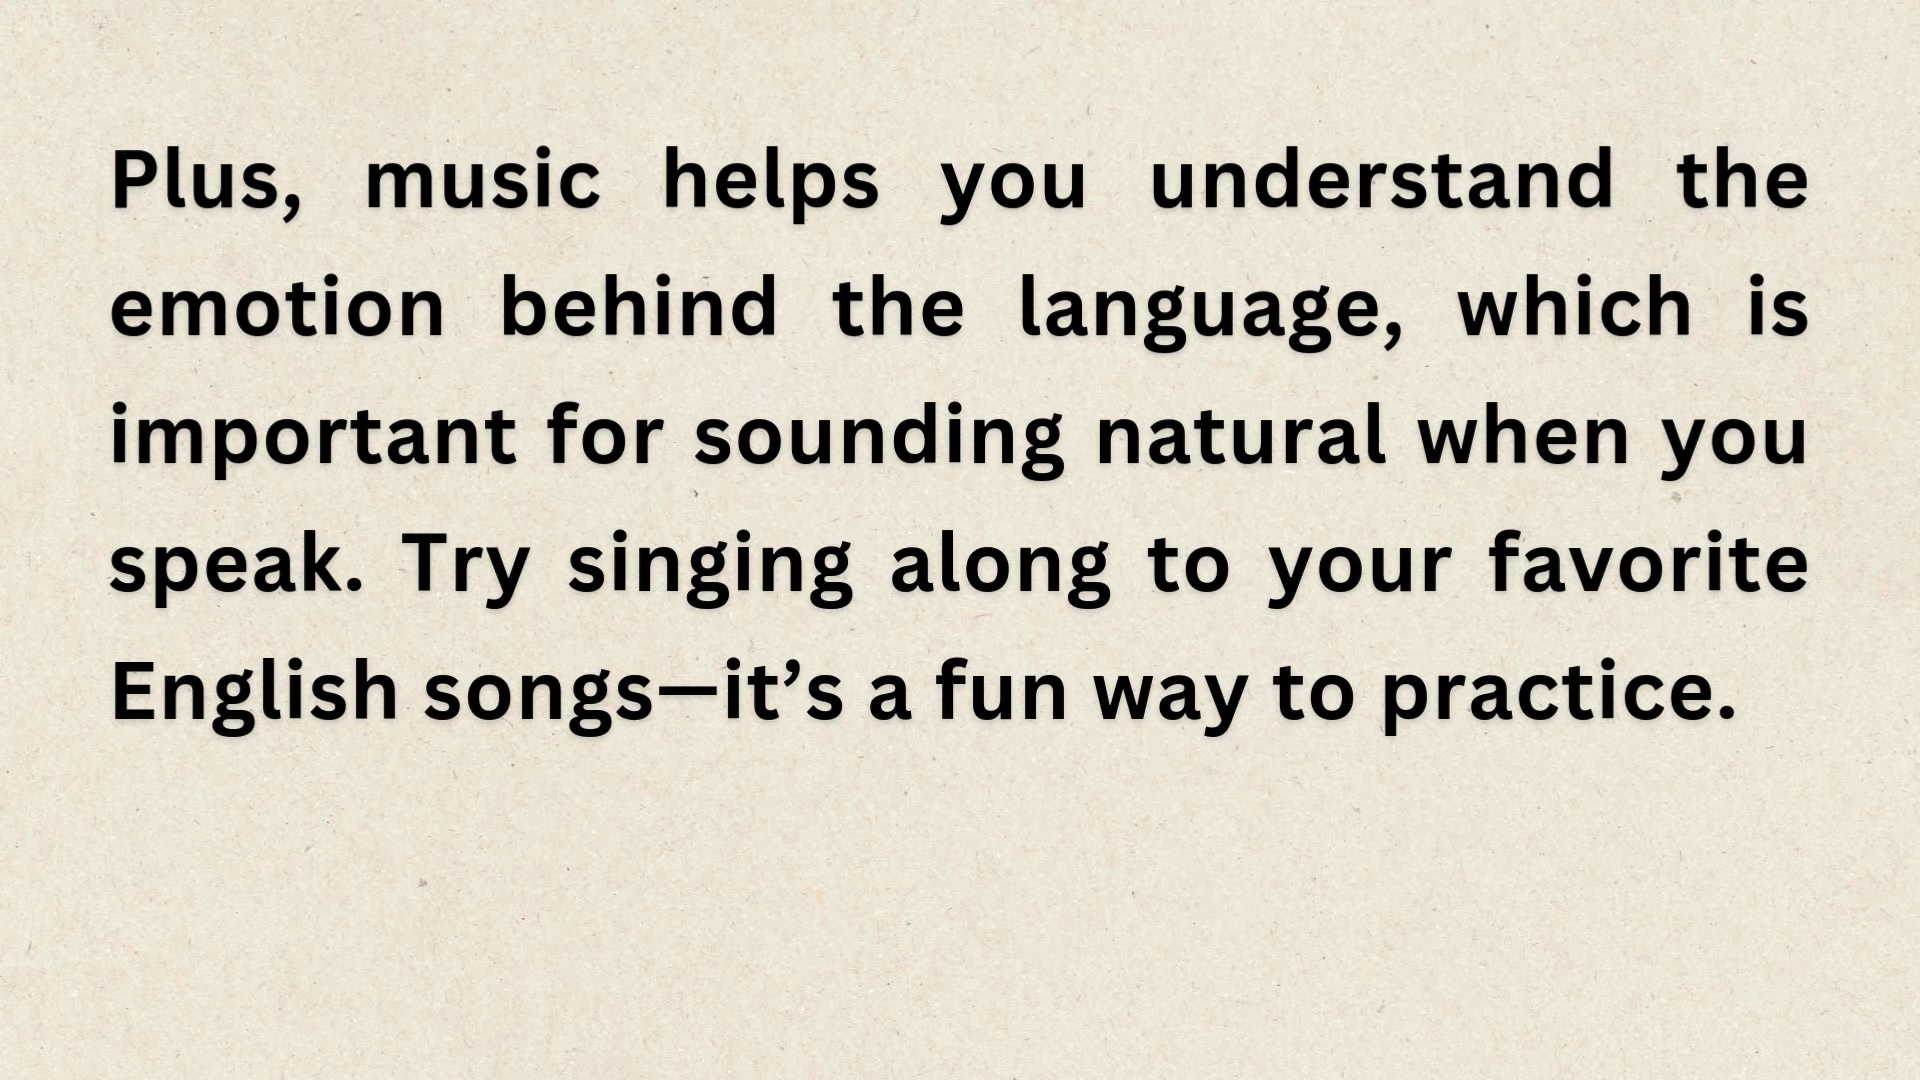 Plus, music helps you understand the
emotion behind the language, which is
important for sounding natural when you
speak. Try singing along to your favorite
English songs—it’s a fun way to practice.